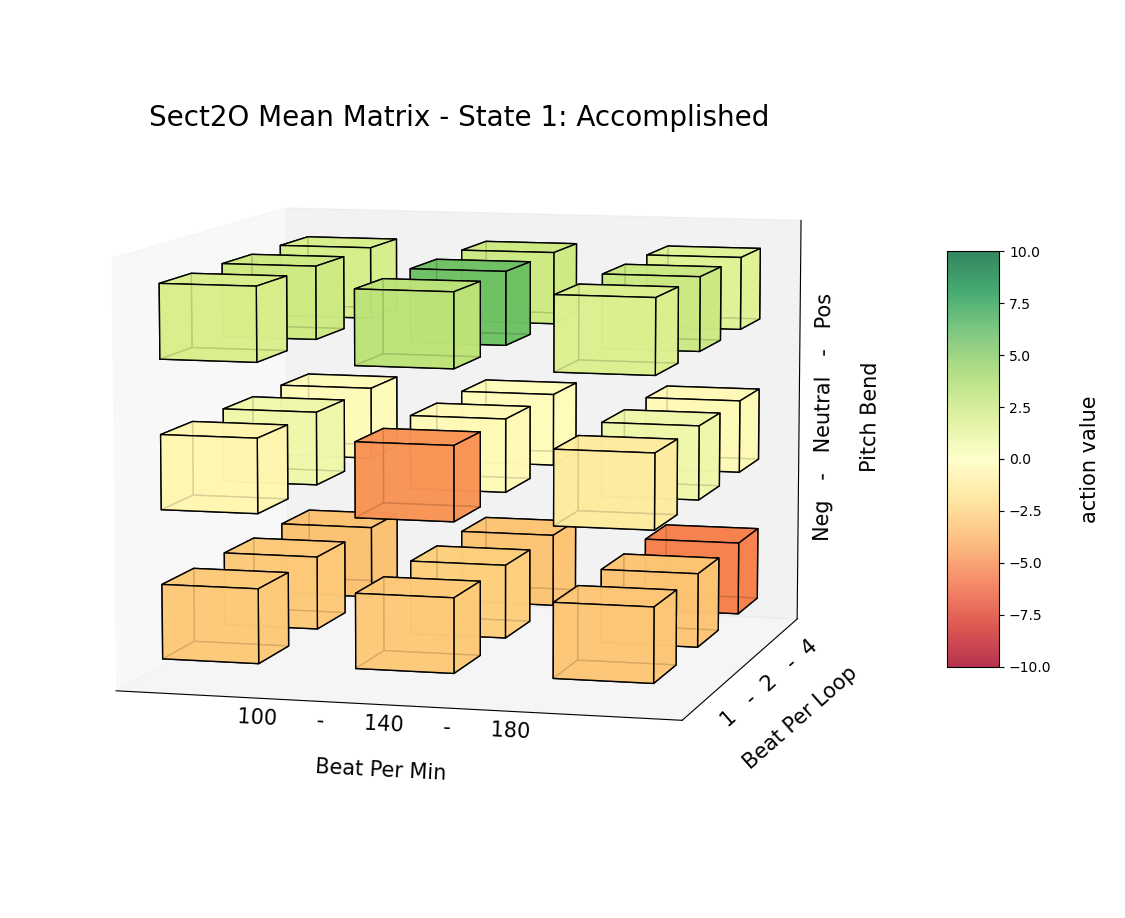 Sect2O Mean Matrix - State 1: Accomplished
Neg - Neutral - Pos
Pitch Bend
1 - 2 - 4
Beat Per Loop
100 - 140 - 180
Beat Per Min
10.0
7.5
5.0
2.5
0.0
−2.5
−5.0
−7.5
−10.0
action value